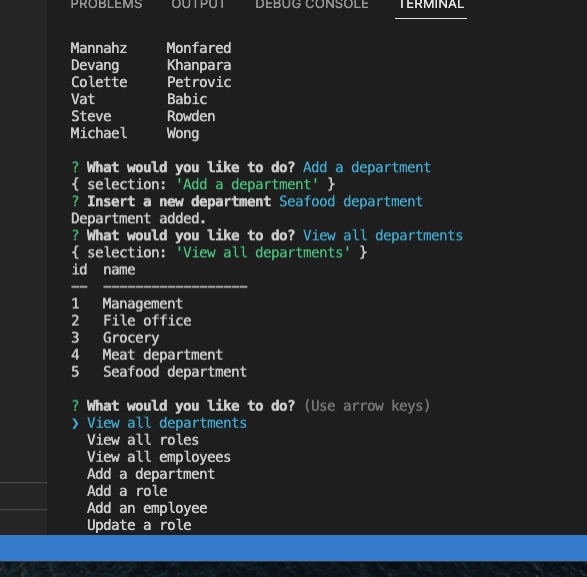 PROBLEMS OUTPUT DEBUG CONSOLE TERMINAL
Mannahz Monfared
Devang Khanpara
Colette Petrovic
Vat Babic
Steve Rowden
Michael Wong
? What would you like to do? Add a department
{ selection: 'Add a department' }
? Insert a new department Seafood department
Department added.
? What would you like to do? View all departments
{ selection: 'View all departments' }
id name
-- ------------------
1 Management
2 File office
3 Grocery
4 Meat department
5 Seafood department
? What would you like to do? (Use arrow keys)
❯ View all departments
View all roles
View all employees
Add a department
Add a role
Add an employee
Update a role